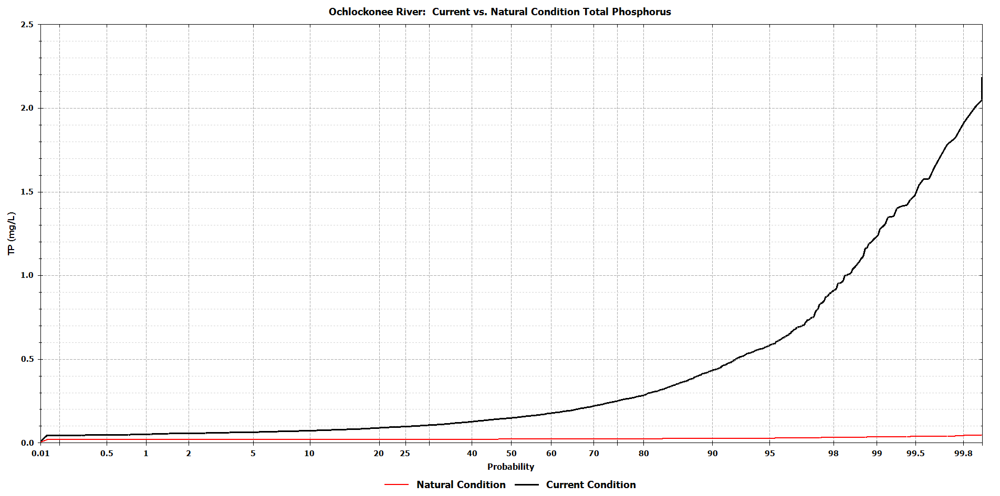 Ochlockonee River:  Current vs. Natural Condition Total Phosphorus
2.5
2.0
1.5
1.0
0.5
0.0
TP (mg/L)
0.01 0.5 1 2 5 10 20 25 40 50 60 70 80 90 95 98 99 99.5 99.8
Probability
Natural Condition Current Condition